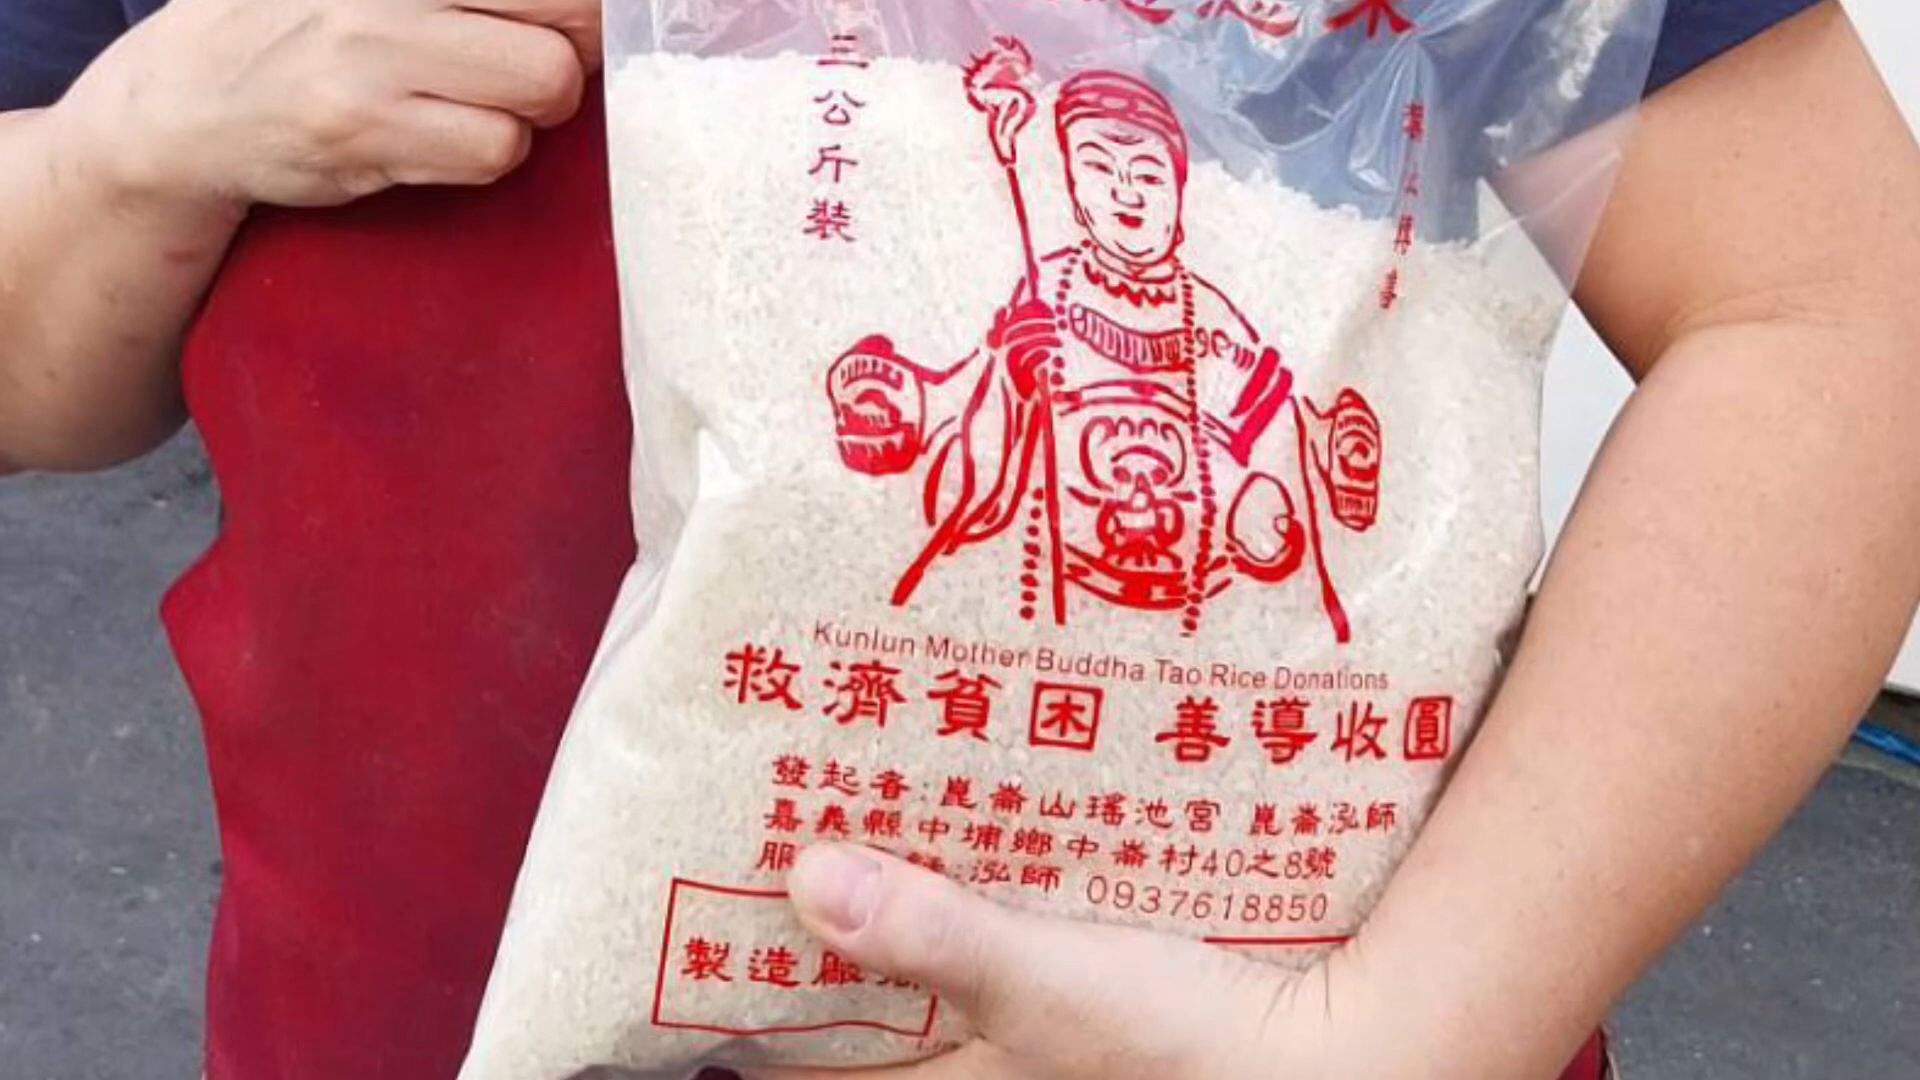 三公斤裝
Kunlun Mother Buddha Tao Rice Donations
救濟貧困 善導收圓
發起者:崑崙山瑤池宮 崑崙泓師
嘉義縣中埔鄉中崙村40之8號
服 :泓師 0937618850
製造廠